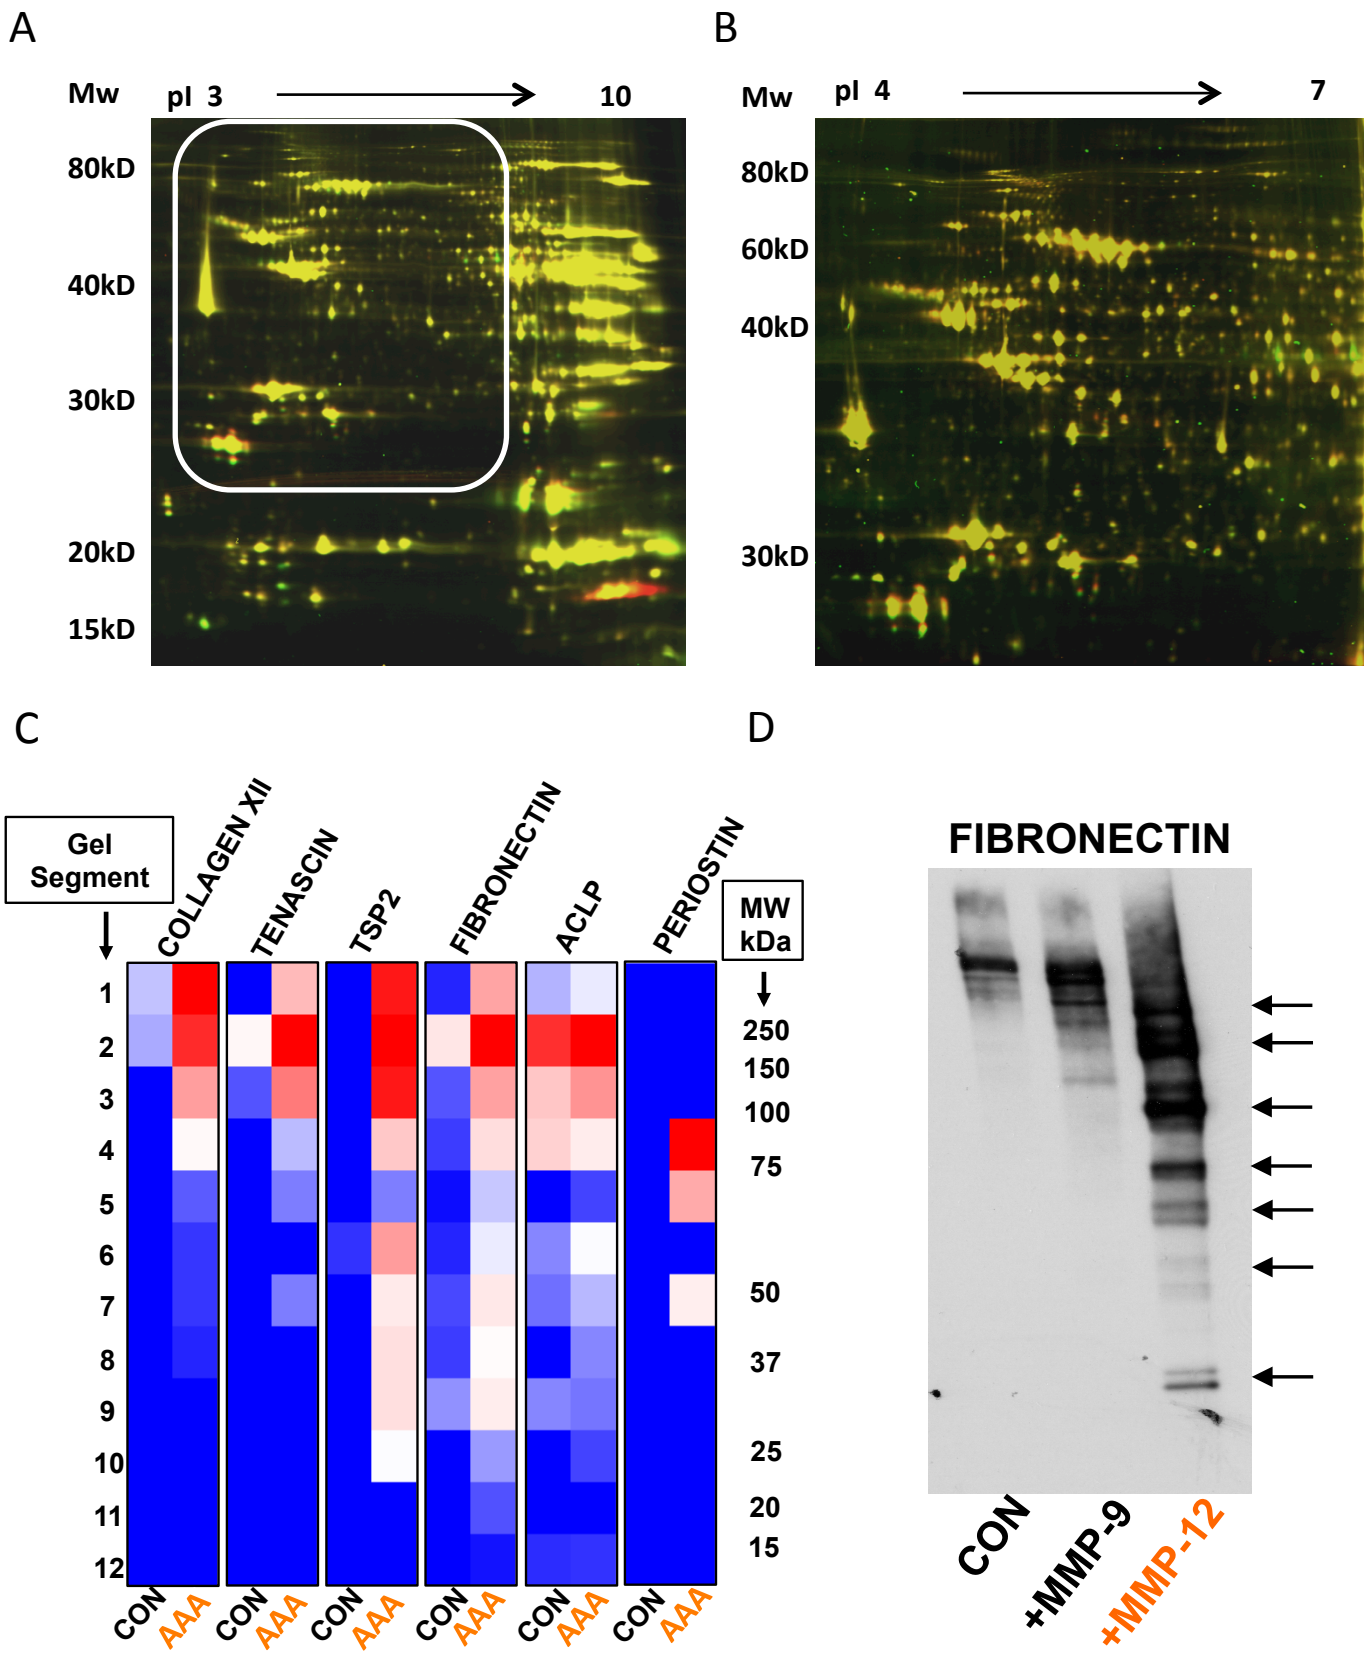 A
B
Mw pI 3 10
80kD
40kD
30kD
20kD
15kD
Mw pI 4 7
80kD
60kD
40kD
30kD
C
D
Gel
Segment
COLLAGEN XII
TENASCIN
TSP2
FIBRONECTIN
ACLP
PERIOSTIN
MW
kDa
1
2
3
4
5
6
7
8
9
10
11
12
250
150
100
75
50
37
25
20
15
CON AAA CON AAA CON AAA CON AAA CON AAA CON AAA
FIBRONECTIN
CON
+MMP-9
+MMP-12